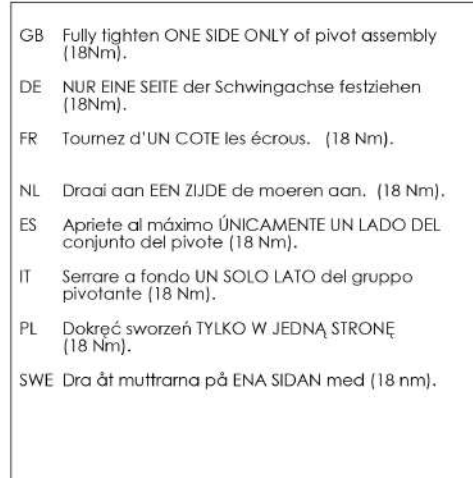 GB Fully tighten ONE SIDE ONLY of pivot assembly
(18Nm).
DE NUR EINE SEITE der Schwingachse festziehen
(18Nm).
FR Tournez d'UN COTE les écrous. (18 Nm).
NL Draai aan EEN ZIJDE de moeren aan. (18 Nm).
ES Apriete al máximo ÚNICAMENTE UN LADO DEL
conjunto del pivote (18 Nm).
IT Serrare a fondo UN SOLO LATO del gruppo
pivotante (18 Nm).
PL Dokręć sworzeń TYLKO W JEDNĄ STRONĘ
(18 Nm).
SWE Dra åt muttrarna på ENA SIDAN med (18 nm).